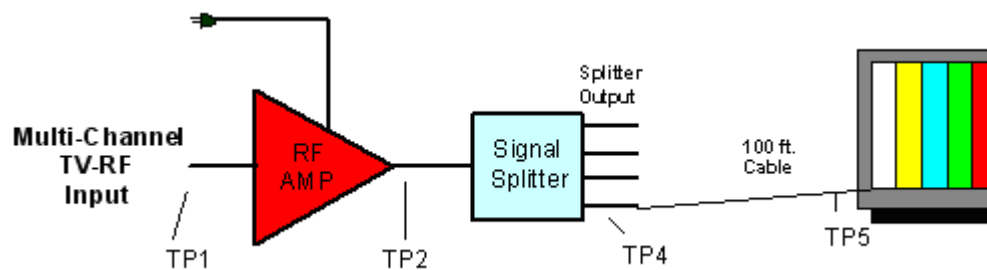 Multi-Channel
TV-RF
Input
RF
AMP
Signal
Splitter
Splitter
Output
100 ft.
Cable
TP1
TP2
TP4
TP5